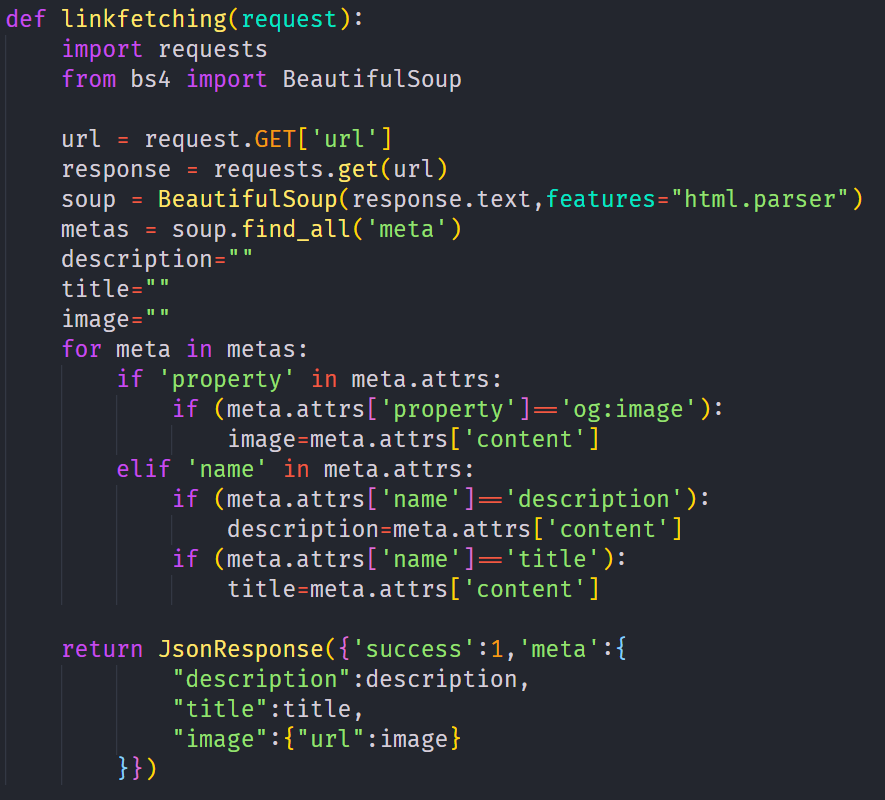 def linkfetching(request):
    import requests
    from bs4 import BeautifulSoup

    url = request.GET['url']
    response = requests.get(url)
    soup = BeautifulSoup(response.text,features="html.parser")
    metas = soup.find_all('meta')
    description=""
    title=""
    image=""
    for meta in metas:
        if 'property' in meta.attrs:
            if (meta.attrs['property']=='og:image'):
                image=meta.attrs['content']
        elif 'name' in meta.attrs:
            if (meta.attrs['name']=='description'):
                description=meta.attrs['content']
            if (meta.attrs['name']=='title'):
                title=meta.attrs['content']

    return JsonResponse({'success':1,'meta':{
            "description":description,
            "title":title,
            "image":{"url":image}
        }})